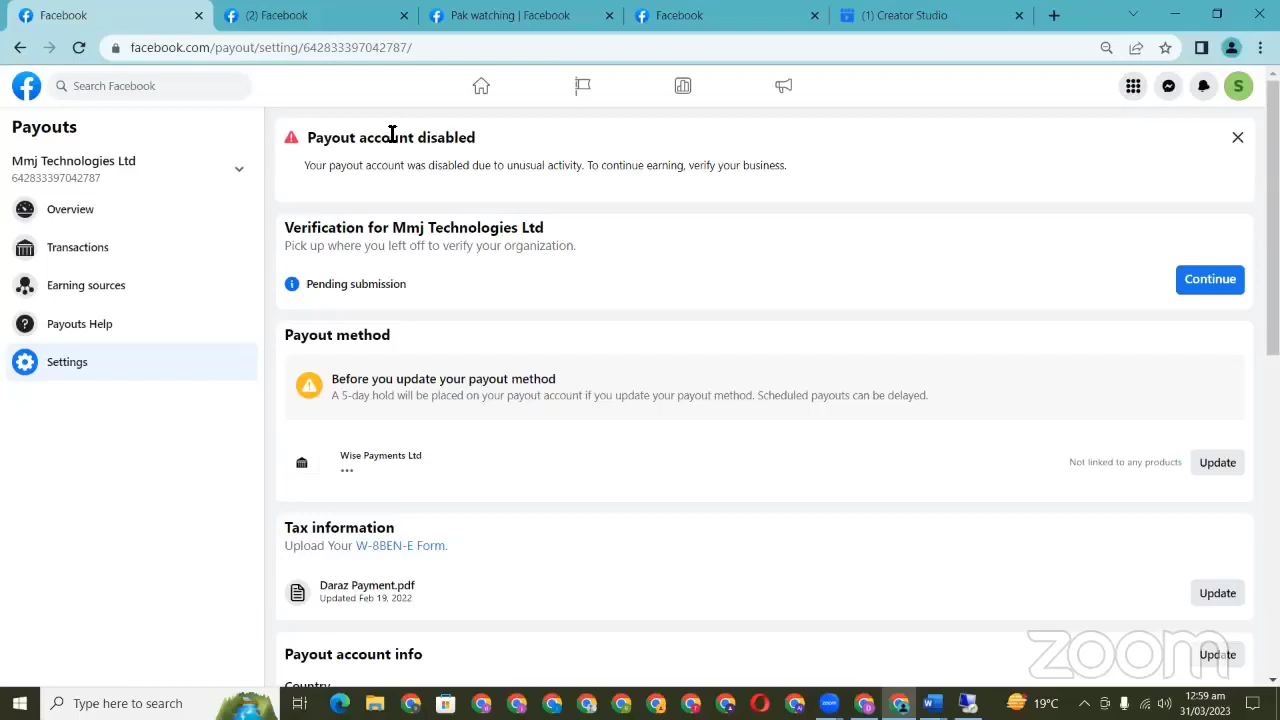 Facebook
(2) Facebook
Pak watching | Facebook
Facebook
(1) Creator Studio
facebook.com/payout/setting/642833397042787/
Search Facebook
S
Payouts
Mmj Technologies Ltd
642833397042787
Overview
Transactions
Earning sources
Payouts Help
Settings
Payout account disabled
Your payout account was disabled due to unusual activity. To continue earning, verify your business.
Verification for Mmj Technologies Ltd
Pick up where you left off to verify your organization.
Pending submission
Continue
Payout method
Before you update your payout method
A 5-day hold will be placed on your payout account if you update your payout method. Scheduled payouts can be delayed.
Wise Payments Ltd
•••
Not linked to any products
Update
Tax information
Upload Your W-8BEN-E Form.
Daraz Payment.pdf
Updated Feb 19, 2022
Update
Payout account info
Update
Country
zoom
Type here to search
19°C
12:59 am
31/03/2023